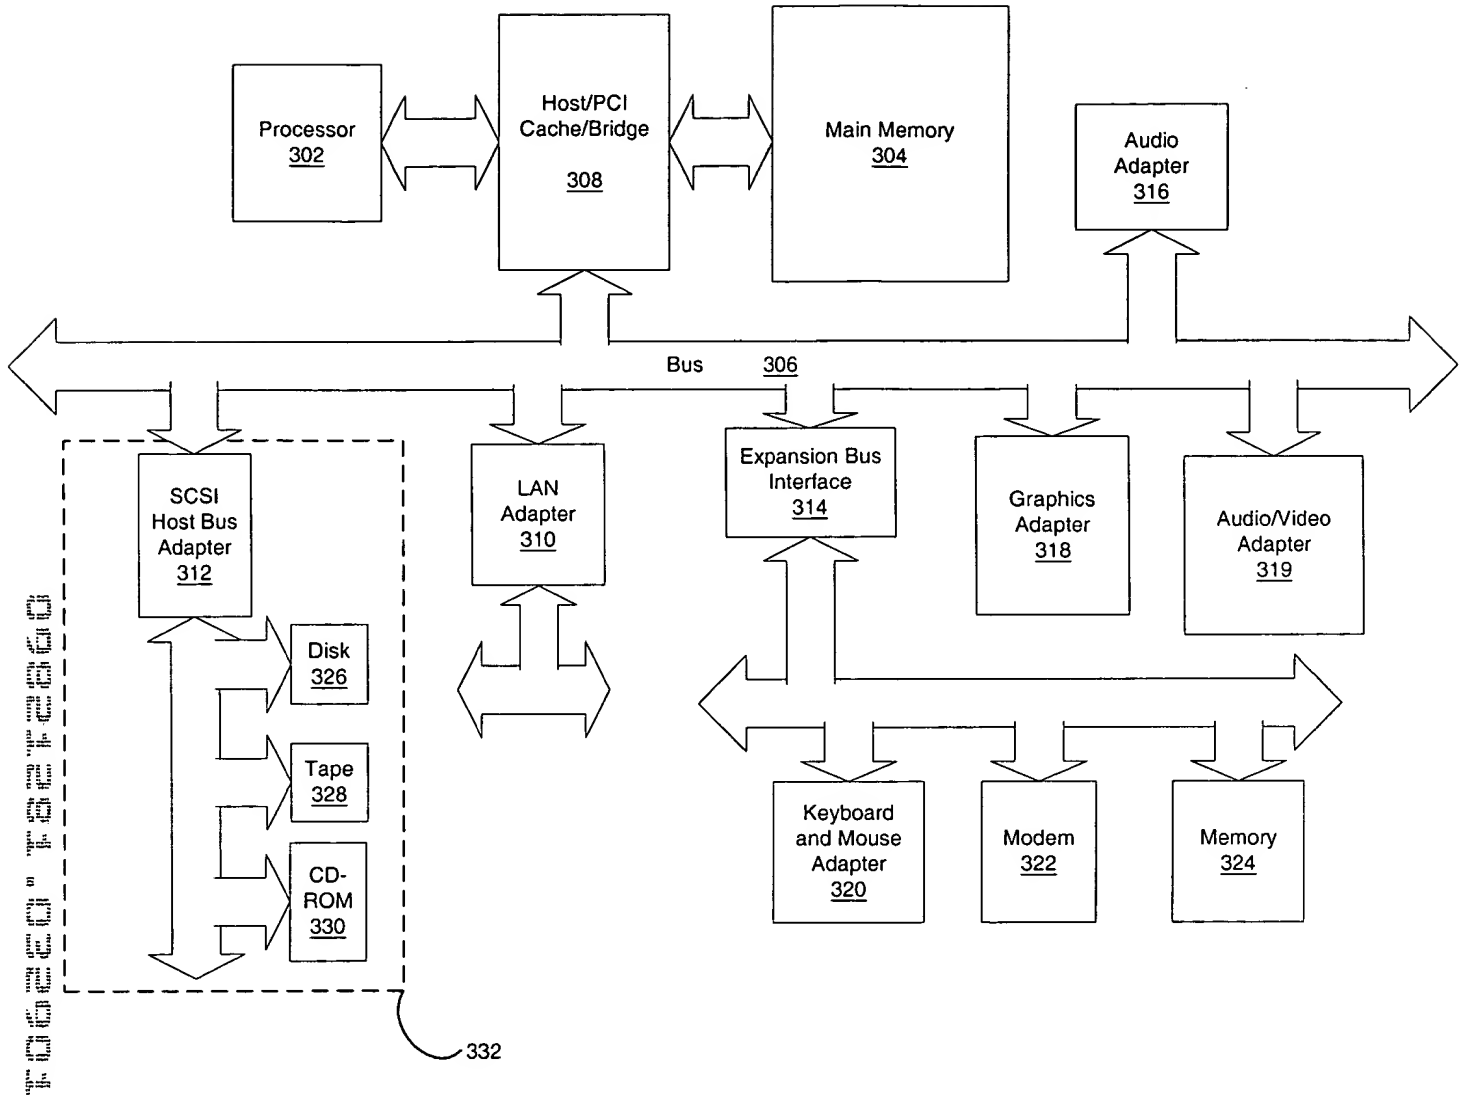 Processor
302
Host/PCI
Cache/Bridge
308
Main Memory
304
Audio
Adapter
316
Bus 306
SCSI
Host Bus
Adapter
312
LAN
Adapter
310
Expansion Bus
Interface
314
Graphics
Adapter
318
Audio/Video
Adapter
319
Disk
326
Tape
328
CD-
ROM
330
Keyboard
and Mouse
Adapter
320
Modem
322
Memory
324
332